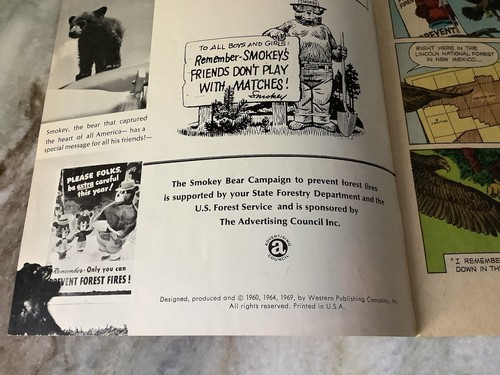 Smokey, the bear that captured
the heart of all America— has a
special message for all his friends!—
TO ALL BOYS AND GIRLS:
Remember-SMOKEY'S
FRIENDS DON'T PLAY
WITH MATCHES!
Smokey
PLEASE FOLKS,
be extra careful
this year!
Remember- Only you can
PREVENT FOREST FIRES!
The Smokey Bear Campaign to prevent forest fires
is supported by your State Forestry Department and the
U.S. Forest Service and is sponsored by
The Advertising Council Inc.
ADVERTISING
a
COUNCIL
Designed, produced and © 1960, 1964, 1969, by Western Publishing Company, Inc.
All rights reserved. Printed in U.S.A.
PREVENT
RIGHT HERE IN THE
LINCOLN NATIONAL FOREST
IN NEW MEXICO...
"I REMEMBE
DOWN IN TH